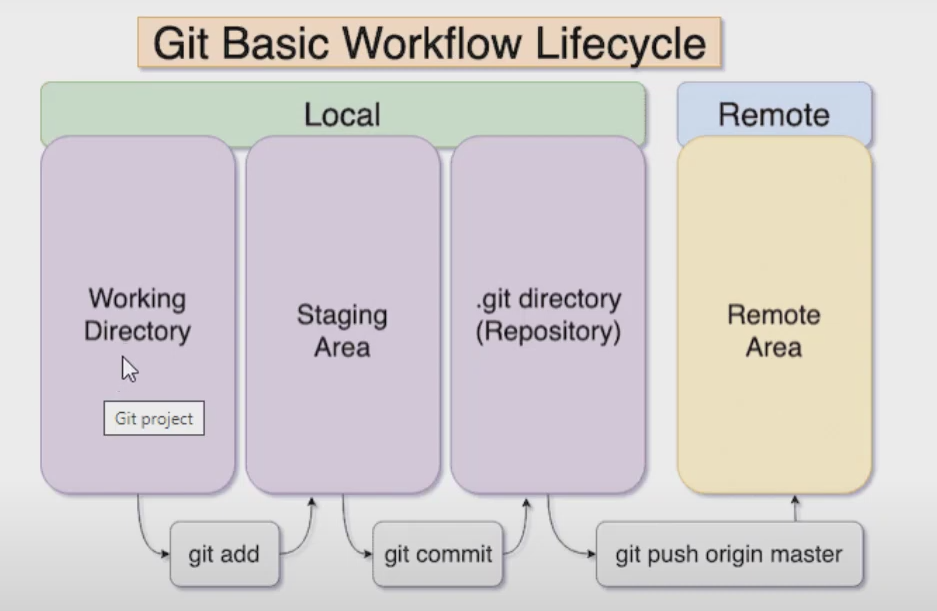 Git Basic Workflow Lifecycle
Local
Remote
Working
Directory
Staging
Area
.git directory
(Repository)
Remote
Area
Git project
git add
git commit
git push origin master